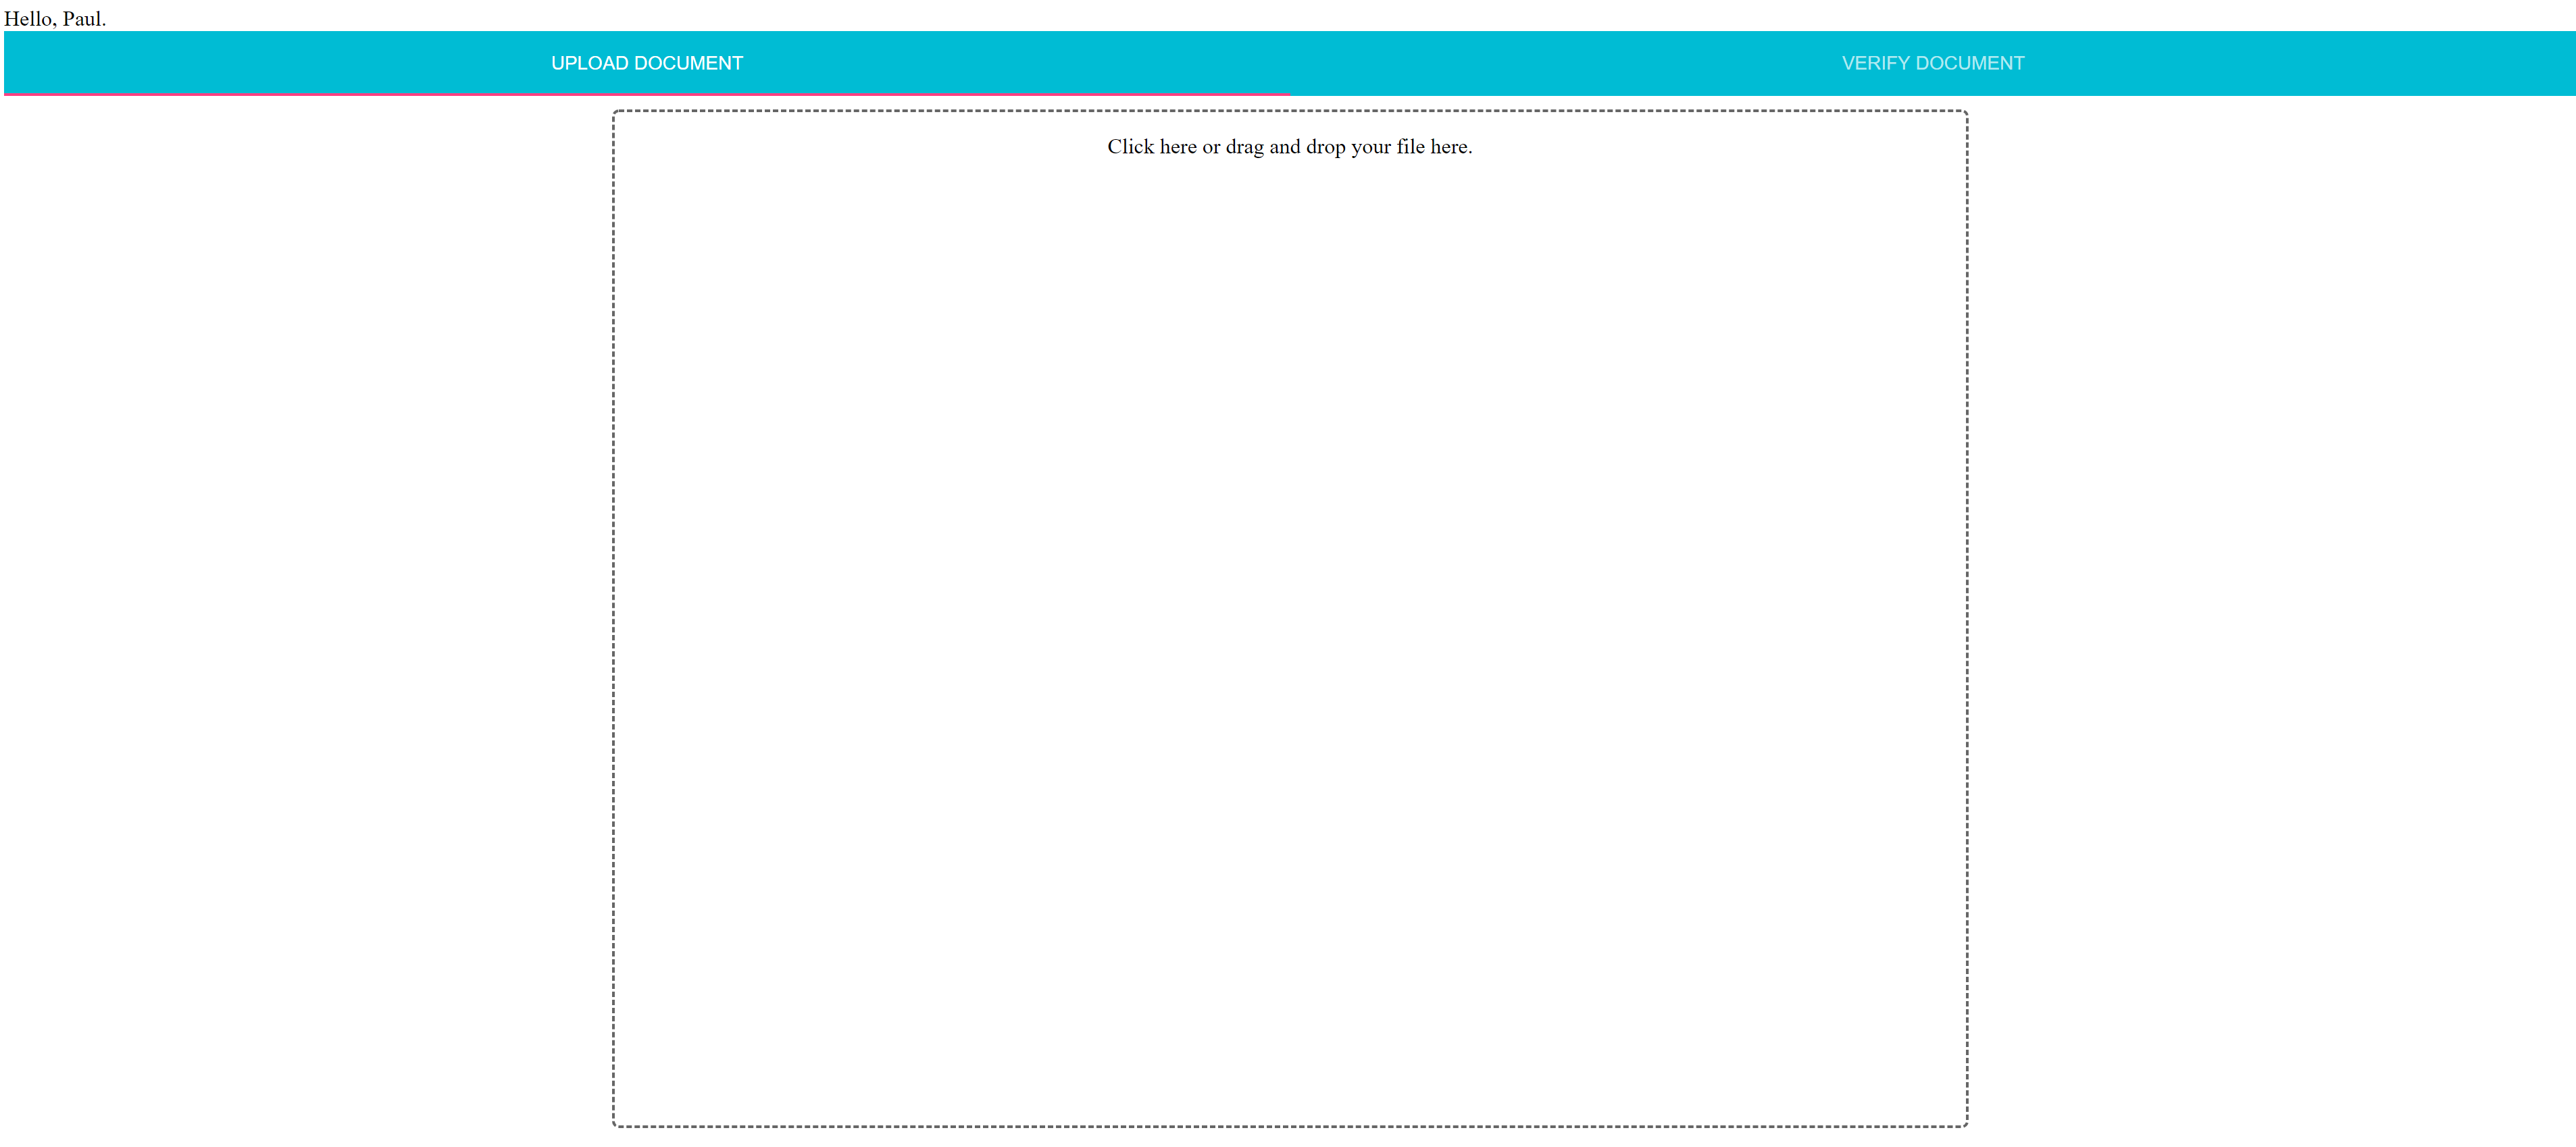 Hello, Paul.
UPLOAD DOCUMENT
VERIFY DOCUMENT
Click here or drag and drop your file here.